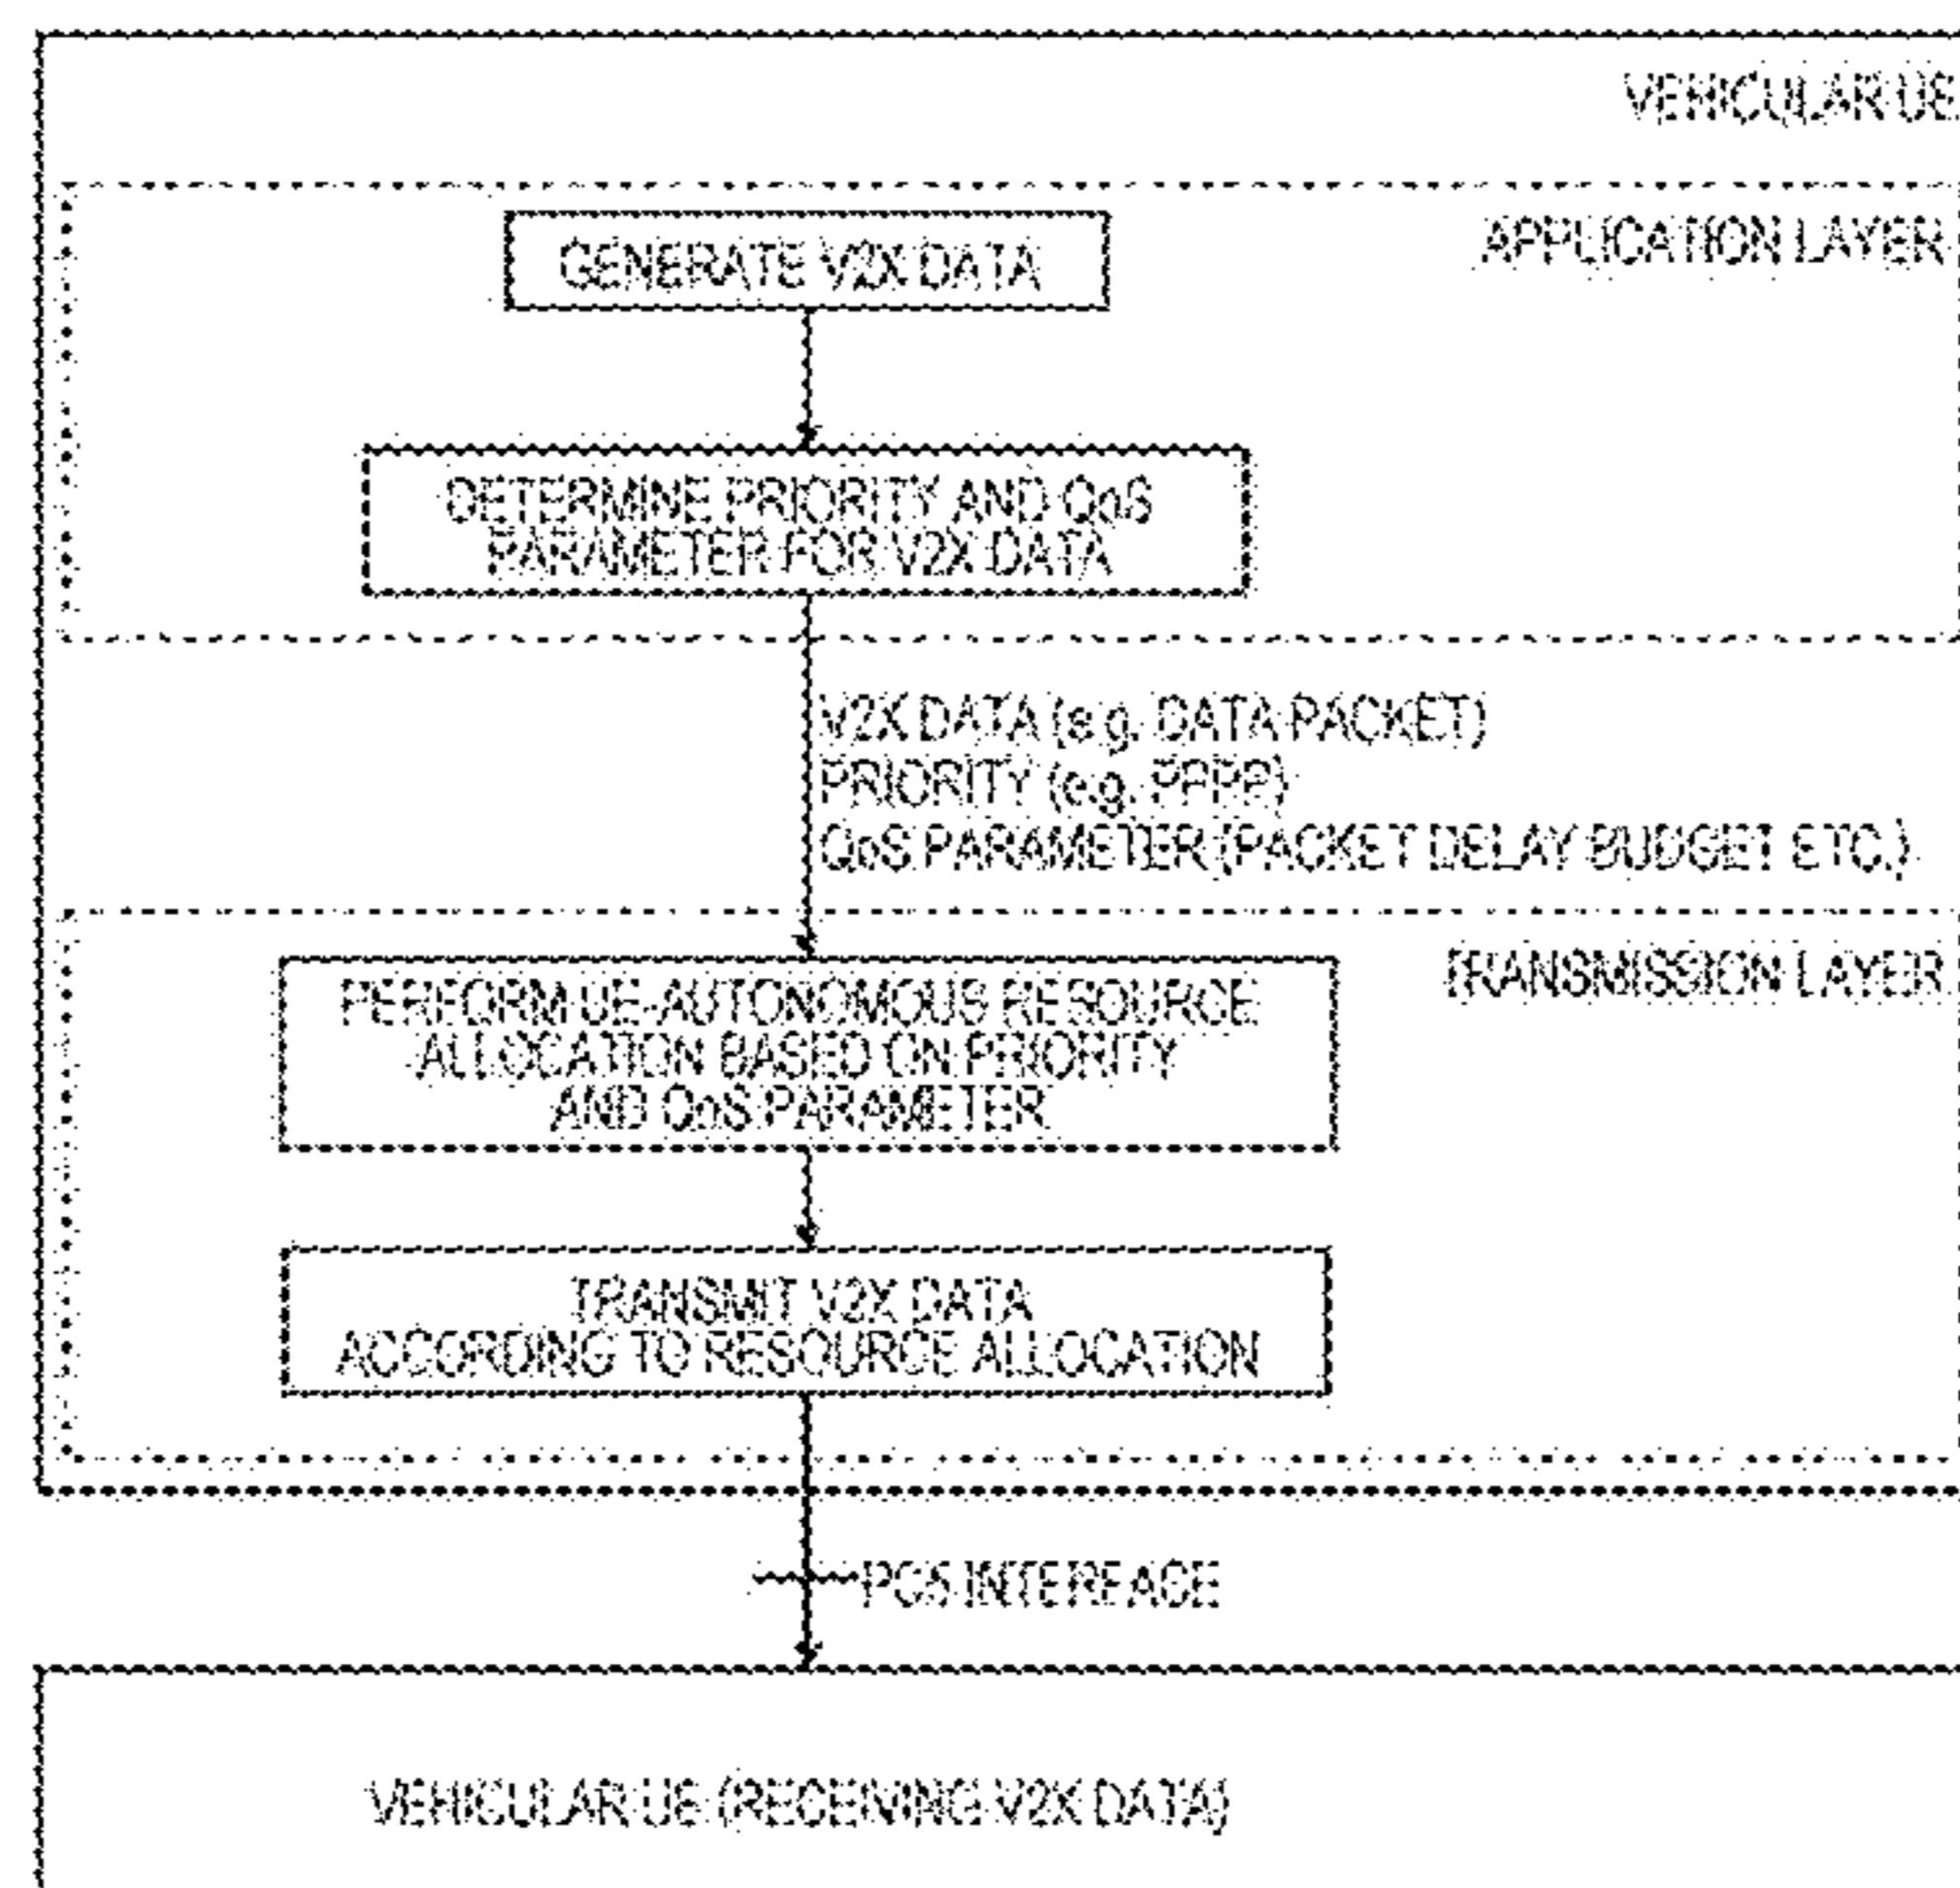 VEHICULAR UE
APPLICATION LAYER
GENERATE V2X DATA
DETERMINE PRIORITY AND QoS
PARAMETER FOR V2X DATA
V2X DATA (e.g. DATA PACKET)
PRIORITY (e.g. PPPP)
QoS PARAMETER (PACKET DELAY BUDGET ETC.)
TRANSMISSION LAYER
PERFORM UE-AUTONOMOUS RESOURCE
ALLOCATION BASED ON PRIORITY
AND QoS PARAMETER
TRANSMIT V2X DATA
ACCORDING TO RESOURCE ALLOCATION
PC5 INTERFACE
VEHICULAR UE (RECEIVING V2X DATA)